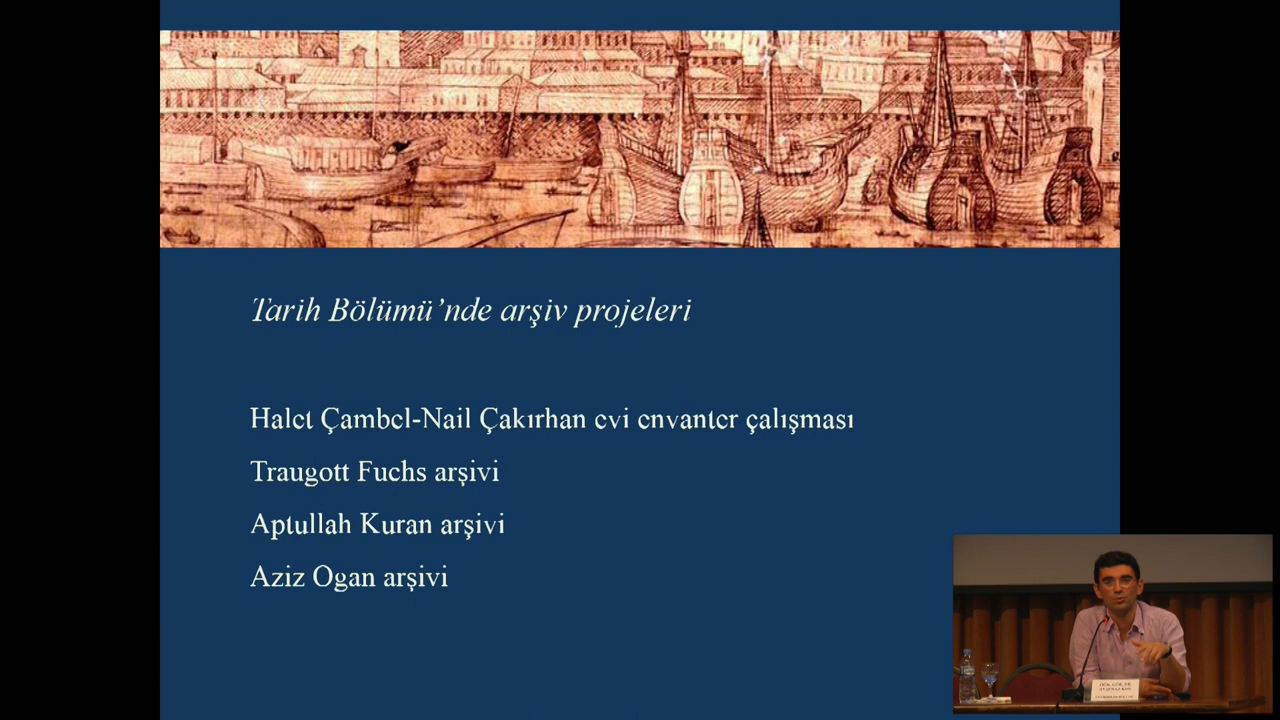 Tarih Bölümü’nde arşiv projeleri
Halet Çambel-Nail Çakırhan evi envanter çalışması
Traugott Fuchs arşivi
Aptullah Kuran arşivi
Aziz Ogan arşivi